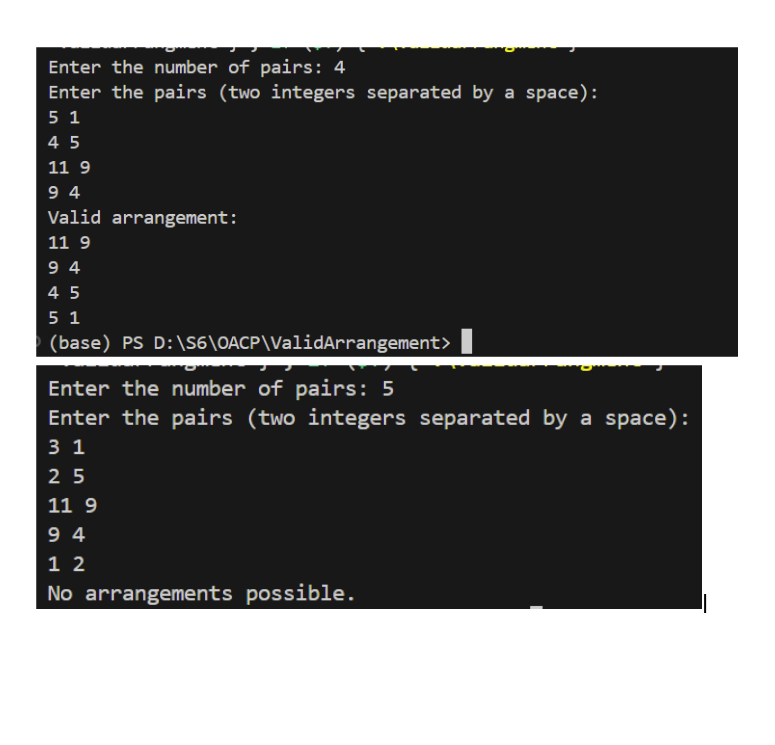 Enter the number of pairs: 4
Enter the pairs (two integers separated by a space):
5 1
4 5
11 9
9 4
Valid arrangement:
11 9
9 4
4 5
5 1
(base) PS D:\S6\OACP\ValidArrangement>
Enter the number of pairs: 5
Enter the pairs (two integers separated by a space):
3 1
2 5
11 9
9 4
1 2
No arrangements possible.